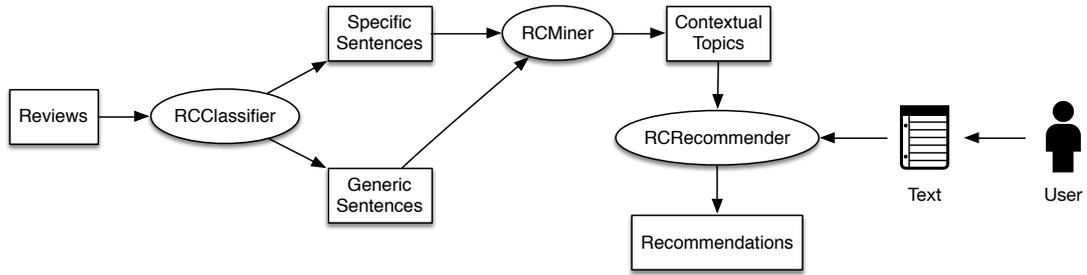 Reviews
RCClassifier
Specific
Sentences
Generic
Sentences
RCMiner
Contextual
Topics
RCRecommender
Recommendations
Text
User